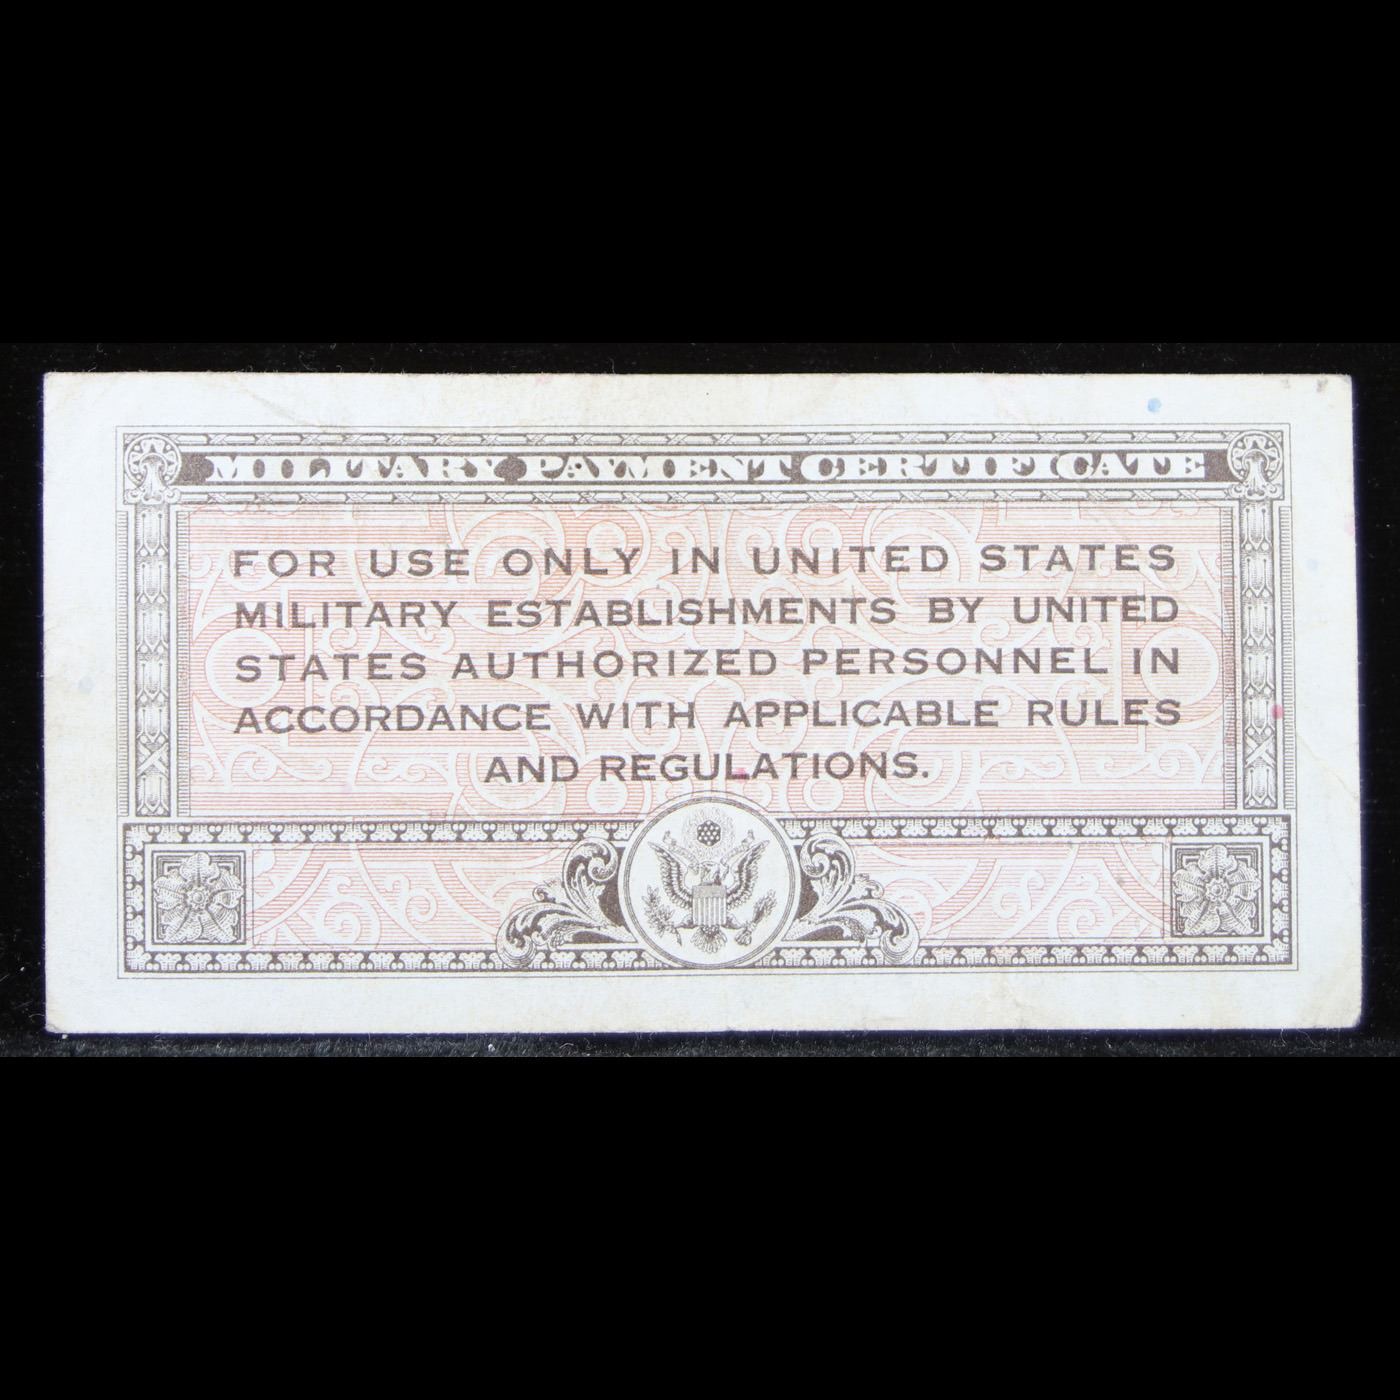 MILITARY PAYMENT CERTIFICATE
FOR USE ONLY IN UNITED STATES
MILITARY ESTABLISHMENTS BY UNITED
STATES AUTHORIZED PERSONNEL IN
ACCORDANCE WITH APPLICABLE RULES
AND REGULATIONS.